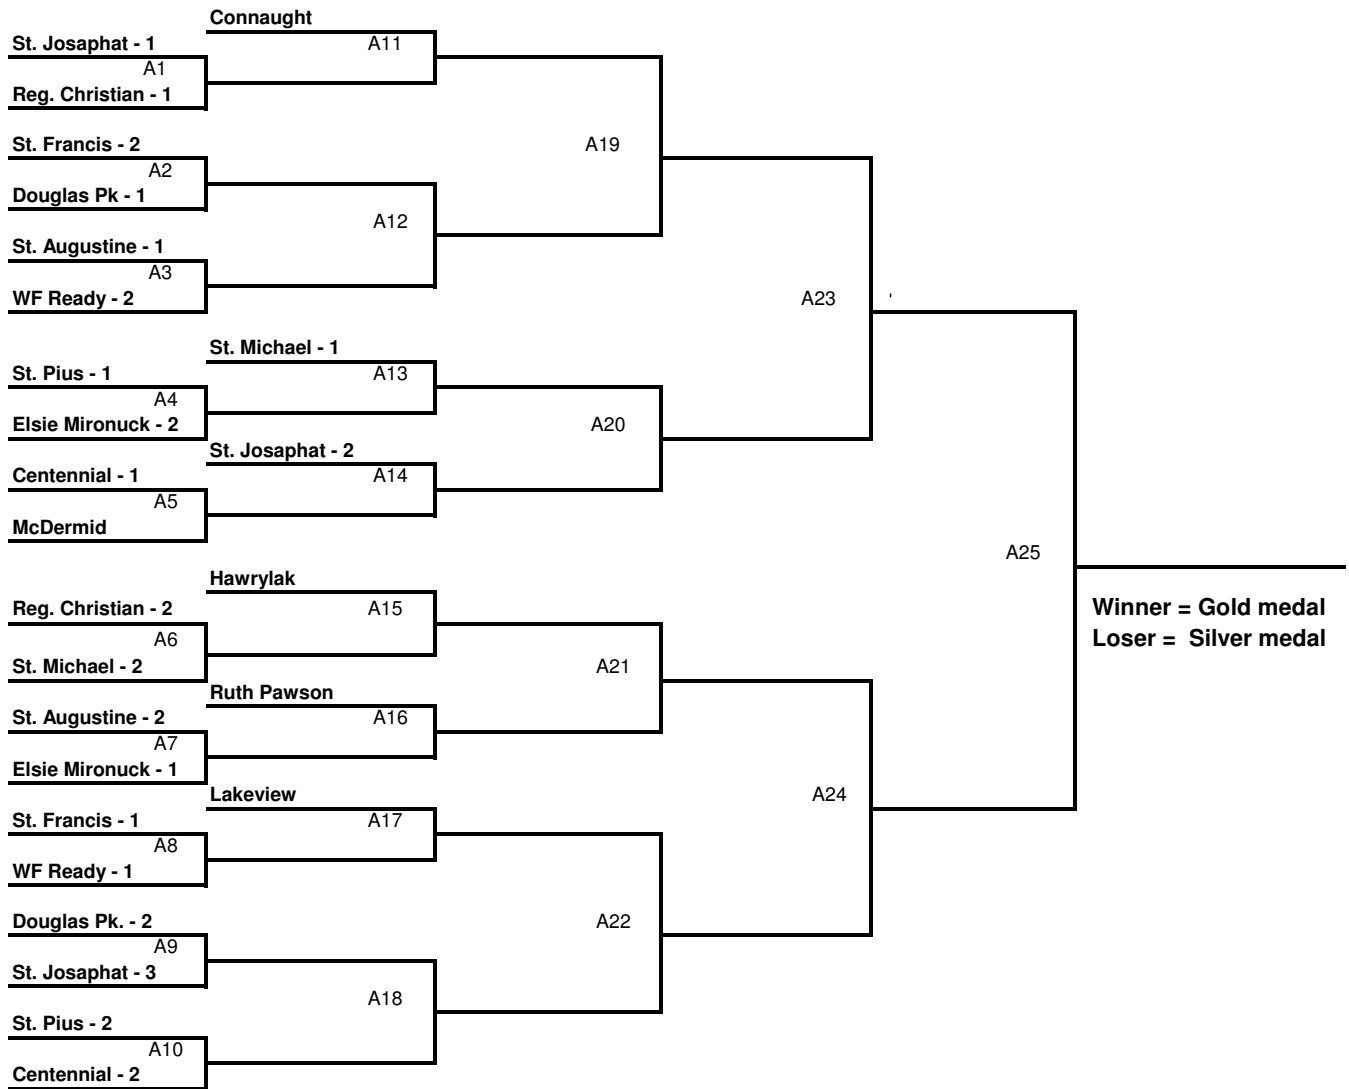 Connaught
St. Josaphat - 1
A11
A1
Reg. Christian - 1
St. Francis - 2
A19
A2
Douglas Pk - 1
A12
St. Augustine - 1
A3
WF Ready - 2
A23
'
St. Michael - 1
St. Pius - 1
A13
A4
Elsie Mironuck - 2
A20
St. Josaphat - 2
Centennial - 1
A14
A5
McDermid
A25
Hawrylak
Reg. Christian - 2
A15
Winner = Gold medal
A6
Loser =  Silver medal
St. Michael - 2
A21
Ruth Pawson
St. Augustine - 2
A16
A7
Elsie Mironuck - 1
Lakeview
A24
St. Francis - 1
A17
A8
WF Ready - 1
Douglas Pk. - 2
A22
A9
St. Josaphat - 3
A18
St. Pius - 2
A10
Centennial - 2